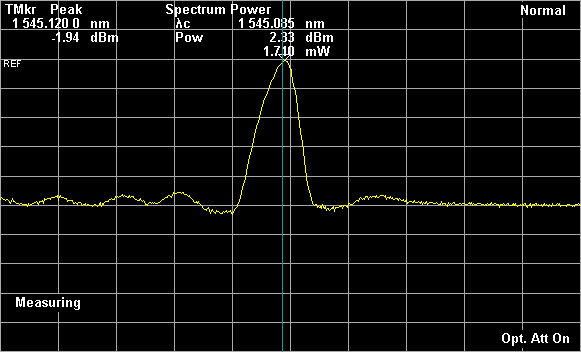 TMkr Peak Spectrum Power Normal
1 545.120 0 nm λc 1 545.085 nm
-1.94 dBm Pow 2.33 dBm
1.710 mW
REF
Measuring
Opt. Att On